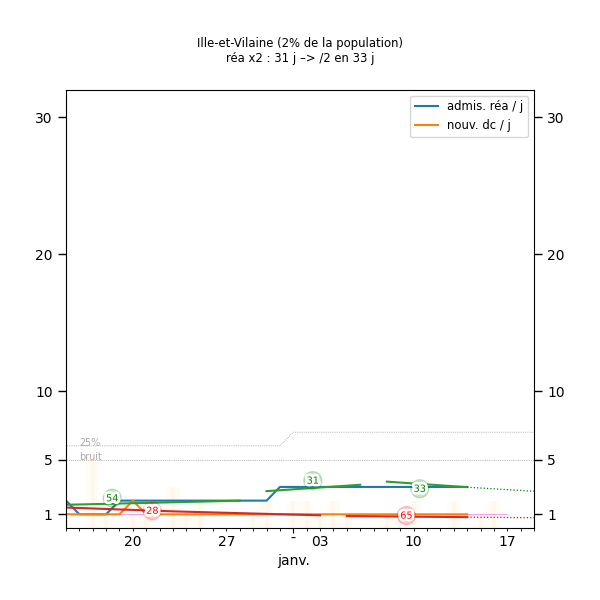 Ille-et-Vilaine (2% de la population)
réa x2 : 31 j –> /2 en 33 j
admis. réa / j
nouv. dc / j
30 30
20 20
10 10
25%
bruit
5 5
31
33
54
28
65
1 1
20 27 - 03 10 17
janv.